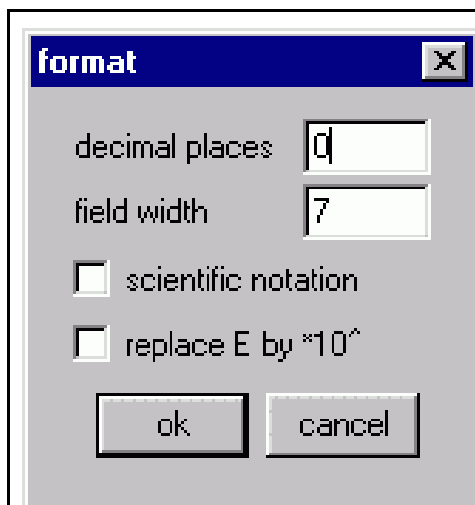 format
decimal places 0
field width 7
scientific notation
replace E by *10^
ok cancel